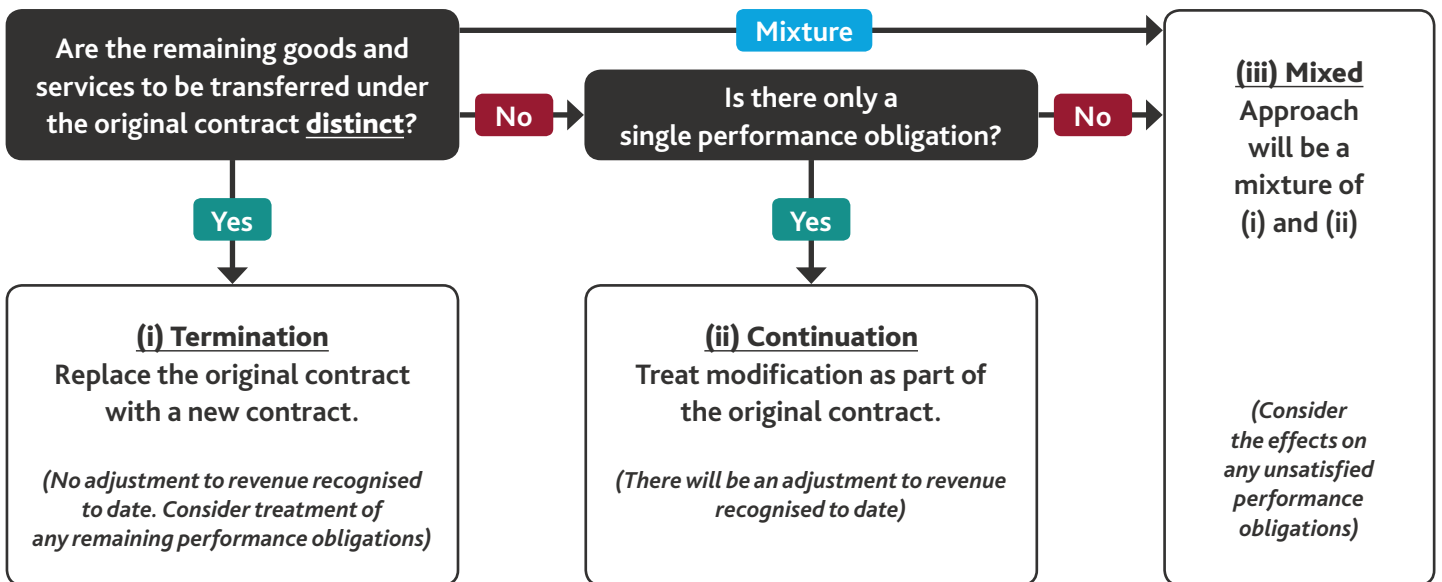 Are the remaining goods and
services to be transferred under
the original contract distinct?
Mixture
No
Is there only a
single performance obligation?
No
Yes
Yes
(i) Termination
Replace the original contract
with a new contract.
(No adjustment to revenue recognised
to date. Consider treatment of
any remaining performance obligations)
(ii) Continuation
Treat modification as part of
the original contract.
(There will be an adjustment to revenue
recognised to date)
(iii) Mixed
Approach
will be a
mixture of
(i) and (ii)
(Consider
the effects on
any unsatisfied
performance
obligations)